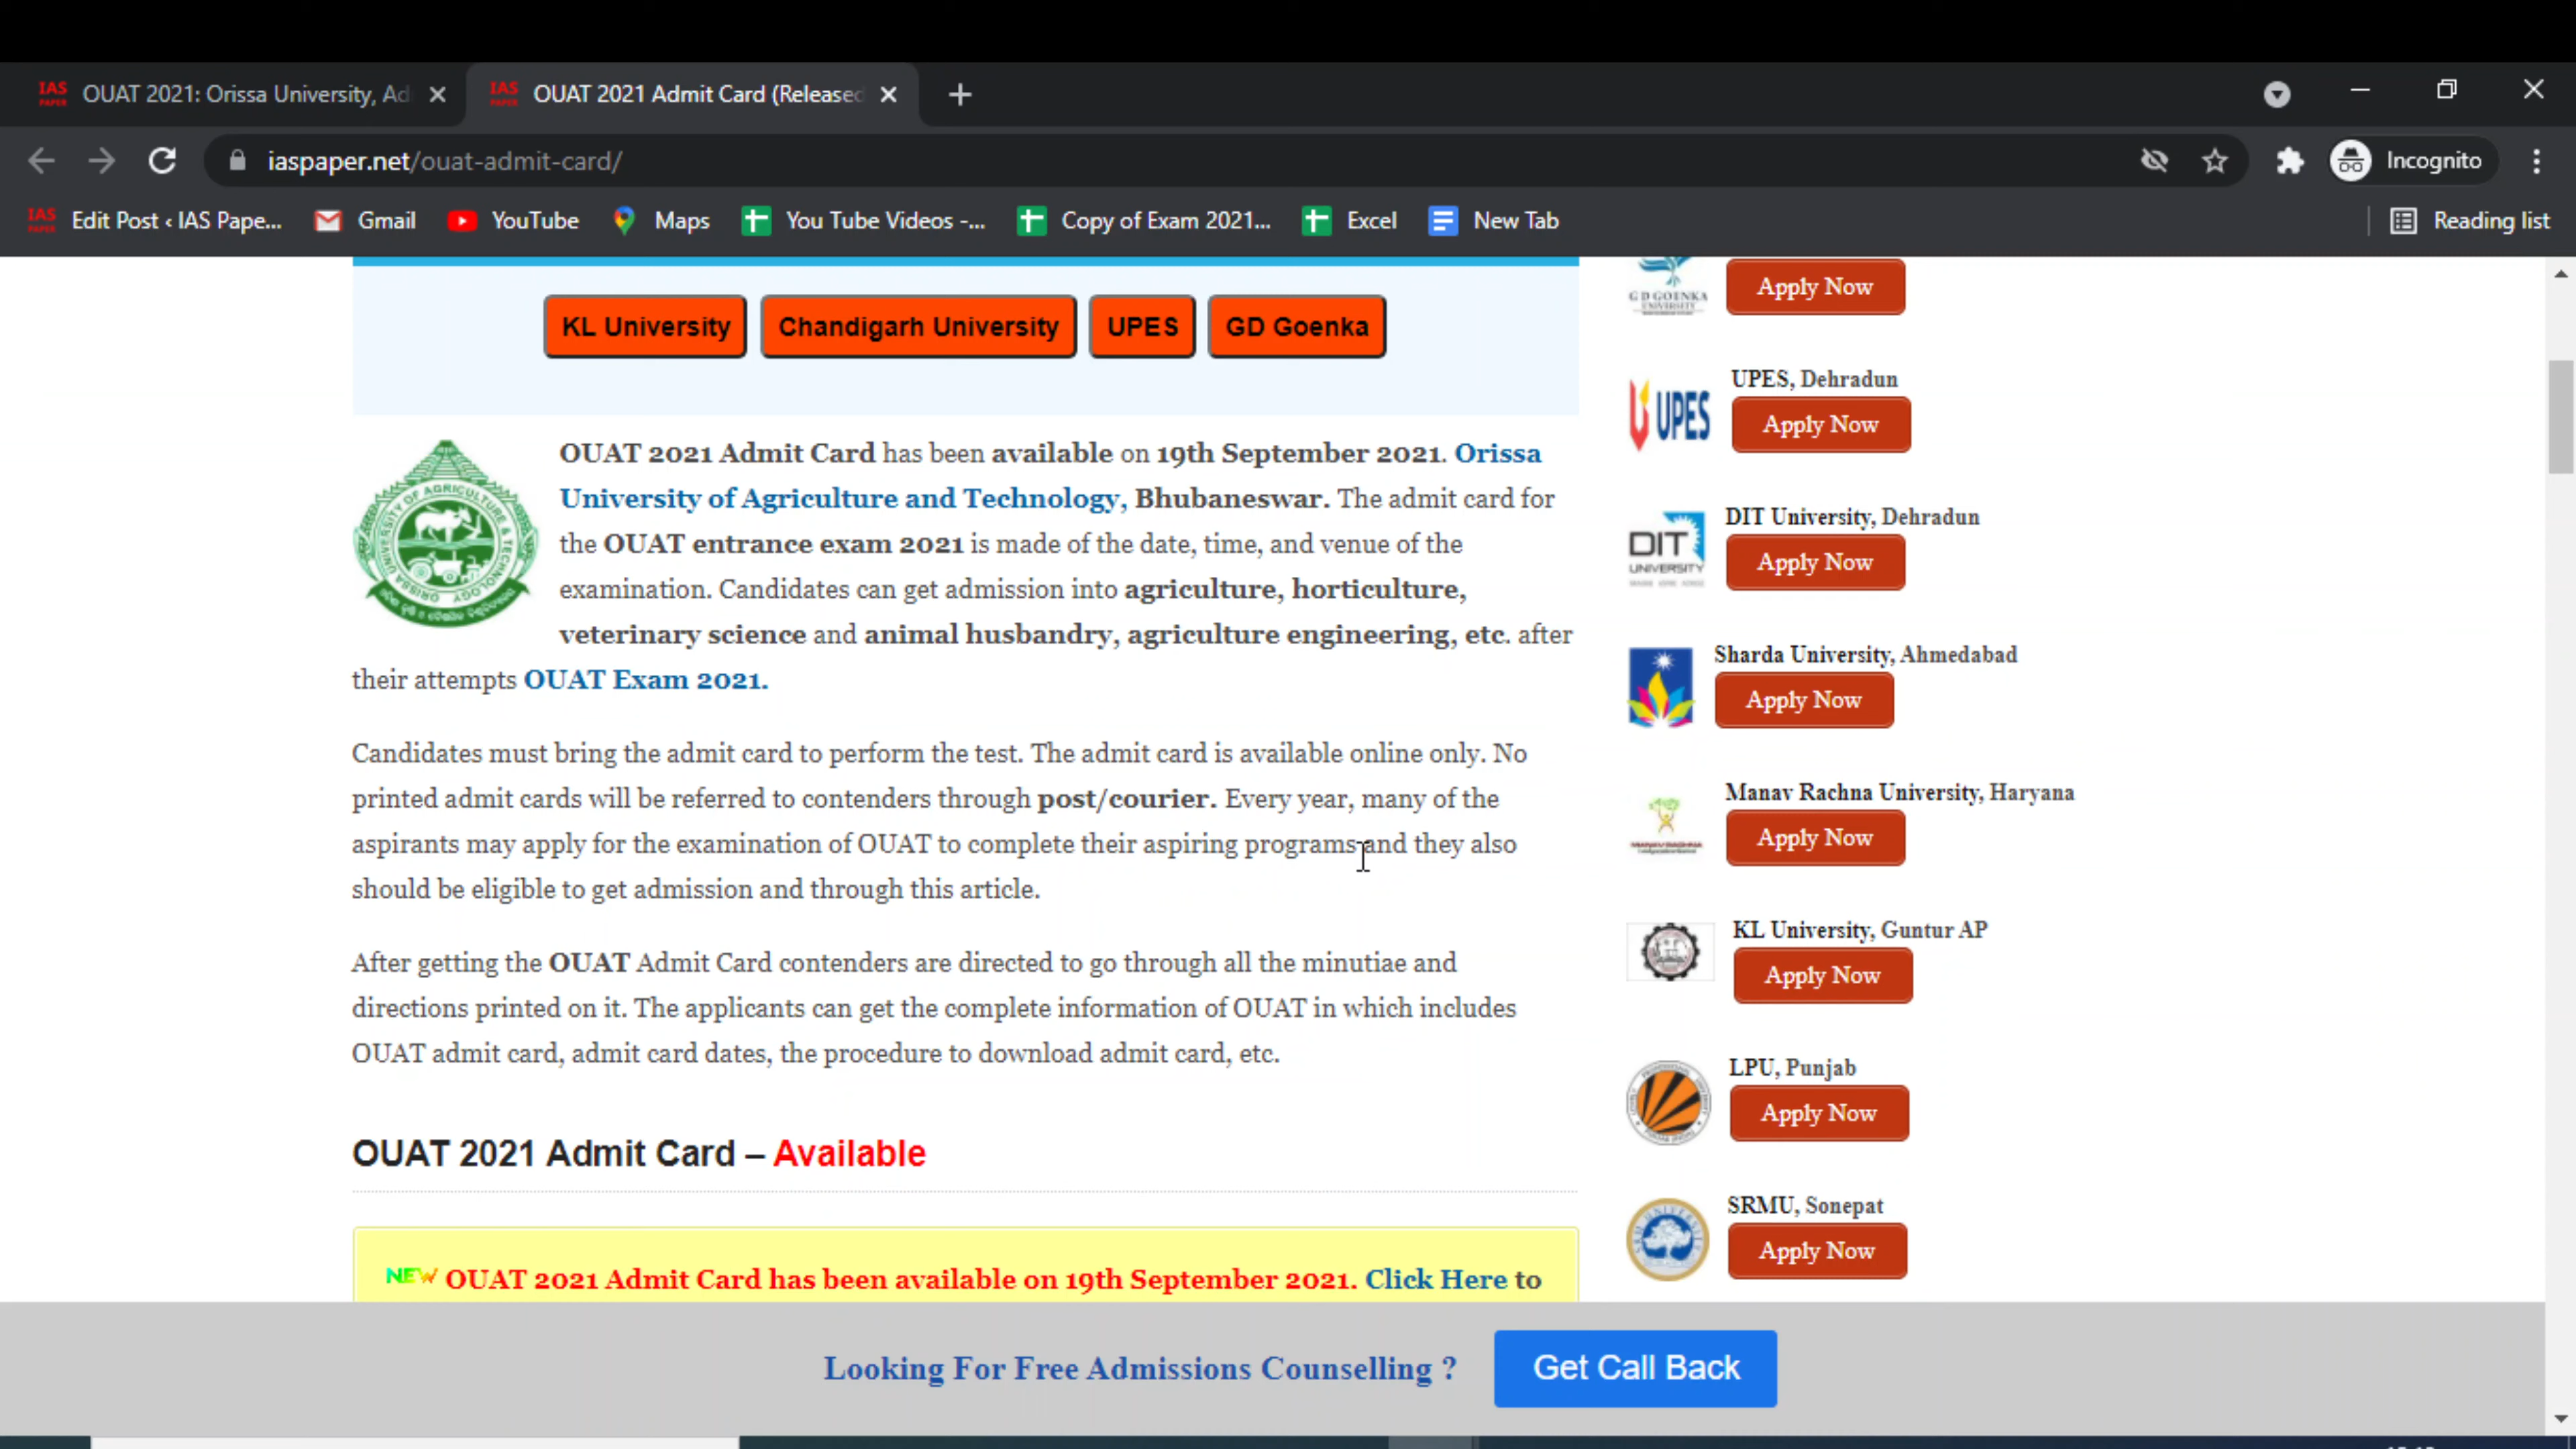 IAS PAPER OUAT 2021: Orissa University, Ad
IAS PAPER OUAT 2021 Admit Card (Released
iaspaper.net/ouat-admit-card/
Incognito
IAS PAPER Edit Post ‹ IAS Pape...
Gmail
YouTube
Maps
You Tube Videos -...
Copy of Exam 2021...
Excel
New Tab
Reading list
KL University
Chandigarh University
UPES
GD Goenka
OUAT 2021 Admit Card has been available on 19th September 2021. Orissa
University of Agriculture and Technology, Bhubaneswar. The admit card for
the OUAT entrance exam 2021 is made of the date, time, and venue of the
examination. Candidates can get admission into agriculture, horticulture,
veterinary science and animal husbandry, agriculture engineering, etc. after
their attempts OUAT Exam 2021.
Candidates must bring the admit card to perform the test. The admit card is available online only. No
printed admit cards will be referred to contenders through post/courier. Every year, many of the
aspirants may apply for the examination of OUAT to complete their aspiring programs and they also
should be eligible to get admission and through this article.
After getting the OUAT Admit Card contenders are directed to go through all the minutiae and
directions printed on it. The applicants can get the complete information of OUAT in which includes
OUAT admit card, admit card dates, the procedure to download admit card, etc.
OUAT 2021 Admit Card – Available
NEW OUAT 2021 Admit Card has been available on 19th September 2021. Click Here to
G D GOENKA
UNIVERSITY
Apply Now
UPES
UPES, Dehradun
Apply Now
DIT
UNIVERSITY
DIT University, Dehradun
Apply Now
Sharda University, Ahmedabad
Apply Now
Manav Rachna University, Haryana
Apply Now
KL University, Guntur AP
Apply Now
LPU, Punjab
Apply Now
SRMU, Sonepat
Apply Now
Looking For Free Admissions Counselling ?
Get Call Back